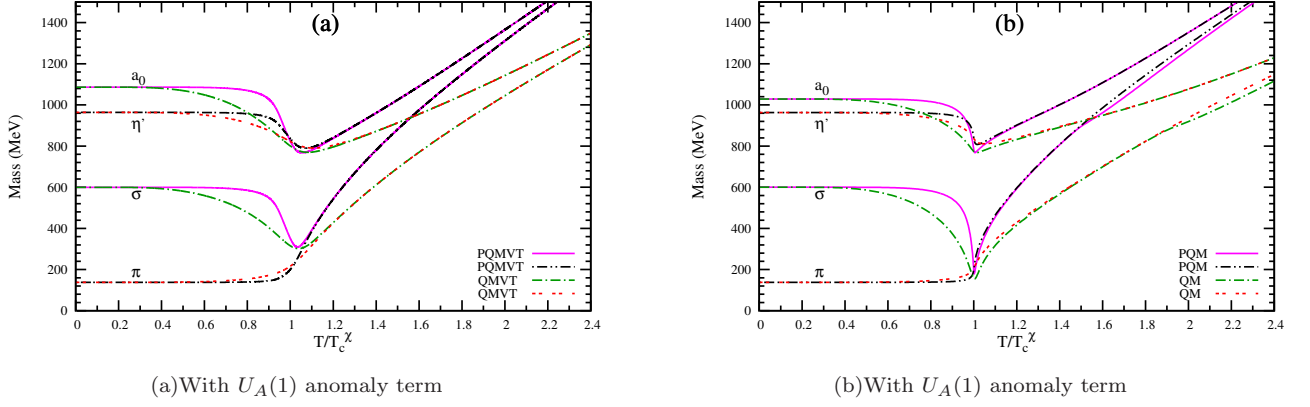 (a)
Mass (MeV)
1400
1200
1000
800
600
400
200
0
a0
η'
σ
π
PQMVT
PQMVT
QMVT
QMVT
0 0.2 0.4 0.6 0.8 1 1.2 1.4 1.6 1.8 2 2.2 2.4
T/Tc^χ
(a)With U_A(1) anomaly term
(b)
Mass (MeV)
1400
1200
1000
800
600
400
200
0
a0
η'
σ
π
PQM
PQM
QM
QM
0 0.2 0.4 0.6 0.8 1 1.2 1.4 1.6 1.8 2 2.2 2.4
T/Tc^χ
(b)With U_A(1) anomaly term